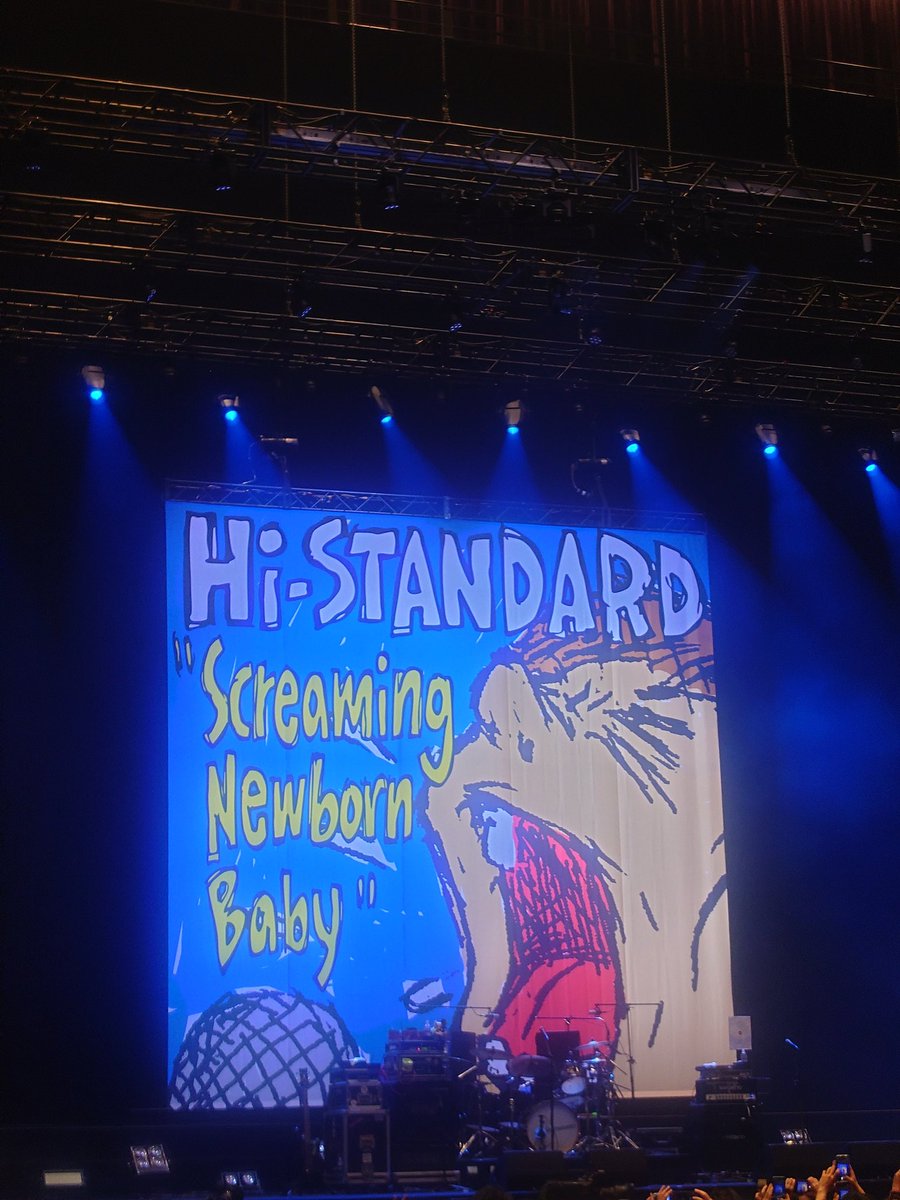 Hi-STANDARD
"Screaming
Newborn
Baby"